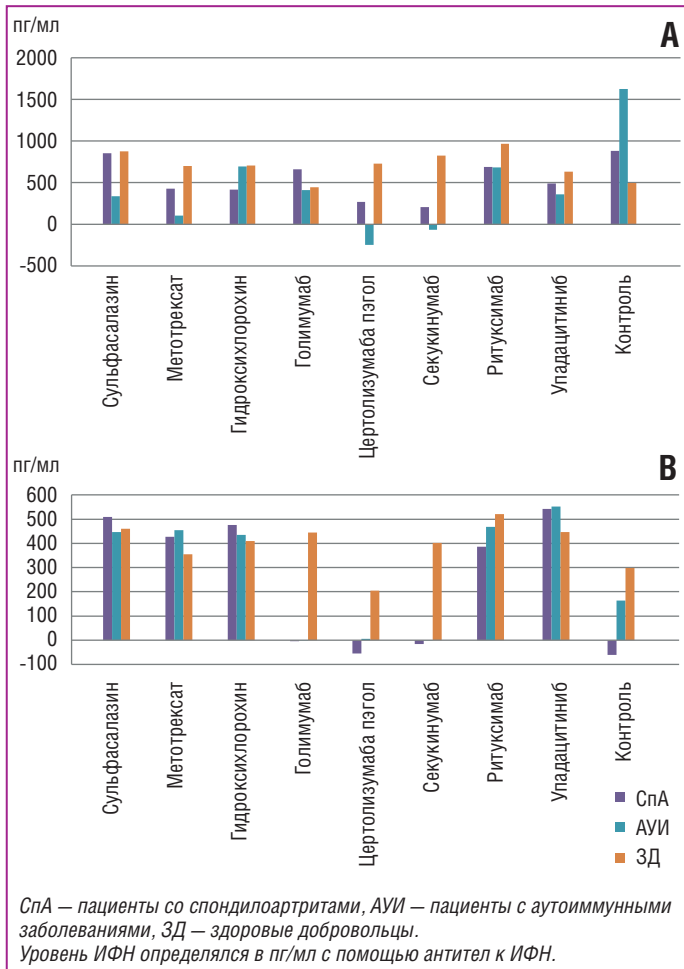 пг/мл
A
2000
1500
1000
500
0
-500
Сульфасалазин
Метотрексат
Гидроксихлорохин
Голимумаб
Цертолизумаба пэгол
Секукинумаб
Ритуксимаб
Упадацитиниб
Контроль
пг/мл
B
600
500
400
300
200
100
0
-100
Сульфасалазин
Метотрексат
Гидроксихлорохин
Голимумаб
Цертолизумаба пэгол
Секукинумаб
Ритуксимаб
Упадацитиниб
Контроль
СпА
АУИ
ЗД
СпА — пациенты со спондилоартритами, АУИ — пациенты с аутоиммунными
заболеваниями, ЗД — здоровые добровольцы.
Уровень ИФН определялся в пг/мл с помощью антител к ИФН.